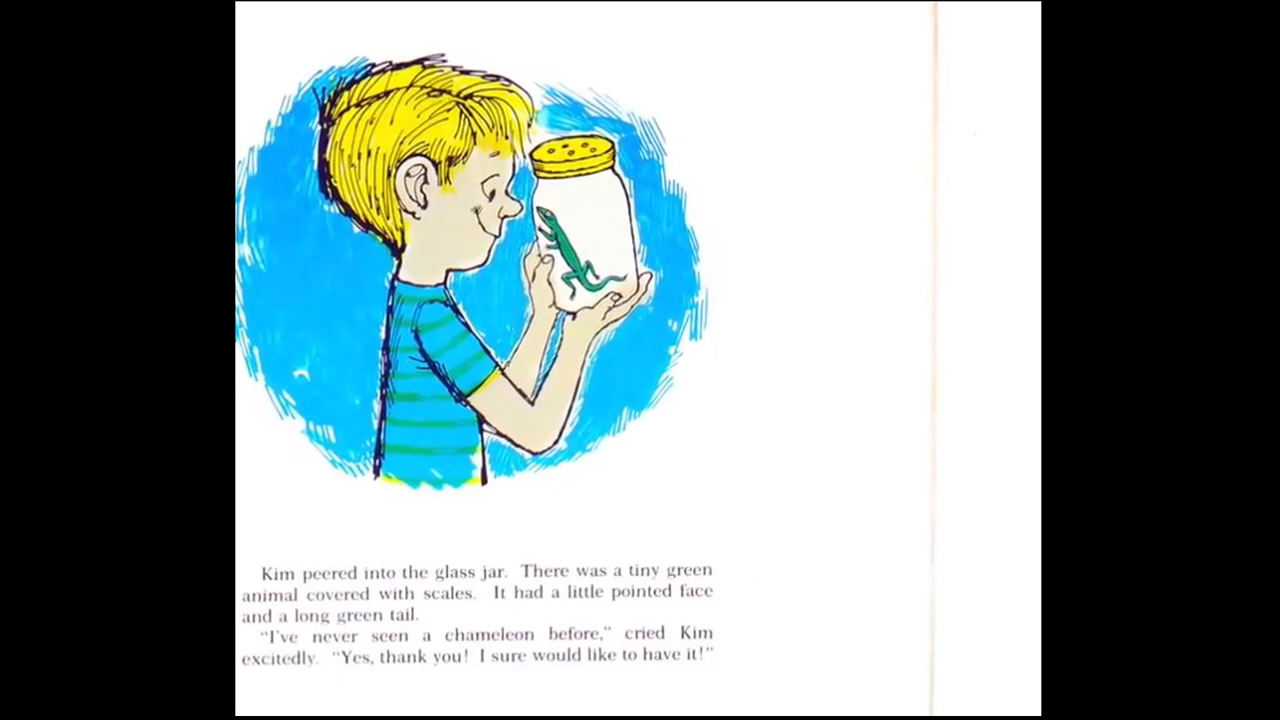 Kim peered into the glass jar. There was a tiny green
animal covered with scales. It had a little pointed face
and a long green tail.
"I've never seen a chameleon before," cried Kim
excitedly. "Yes, thank you! I sure would like to have it!"